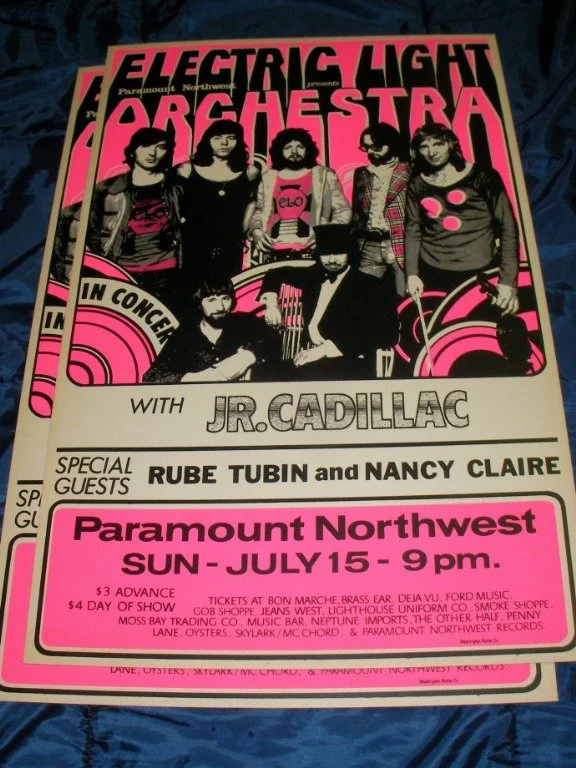 ELECTRIC LIGHT
Paramount Northwest presents
ORCHESTRA
ELO
IN CONCERT
WITH JR. CADILLAC
SPECIAL GUESTS RUBE TUBIN and NANCY CLAIRE
Paramount Northwest
SUN - JULY 15 - 9 pm.
$3 ADVANCE
$4 DAY OF SHOW
TICKETS AT BON MARCHE, BRASS EAR, DEJA VU, FORD MUSIC,
GOB SHOPPE, JEANS WEST, LIGHTHOUSE UNIFORM CO., SMOKE SHOPPE,
MOSS BAY TRADING CO., MUSIC BAR, NEPTUNE IMPORTS, THE OTHER HALF, PENNY
LANE, OYSTERS, SKYLARK/MC CHORD, & PARAMOUNT NORTHWEST RECORDS.
E
Pa
IN
SP
GU
LANE, OYSTERS, SKYLARK/MC CHORD, & PARAMOUNT NORTHWEST RECORDS.